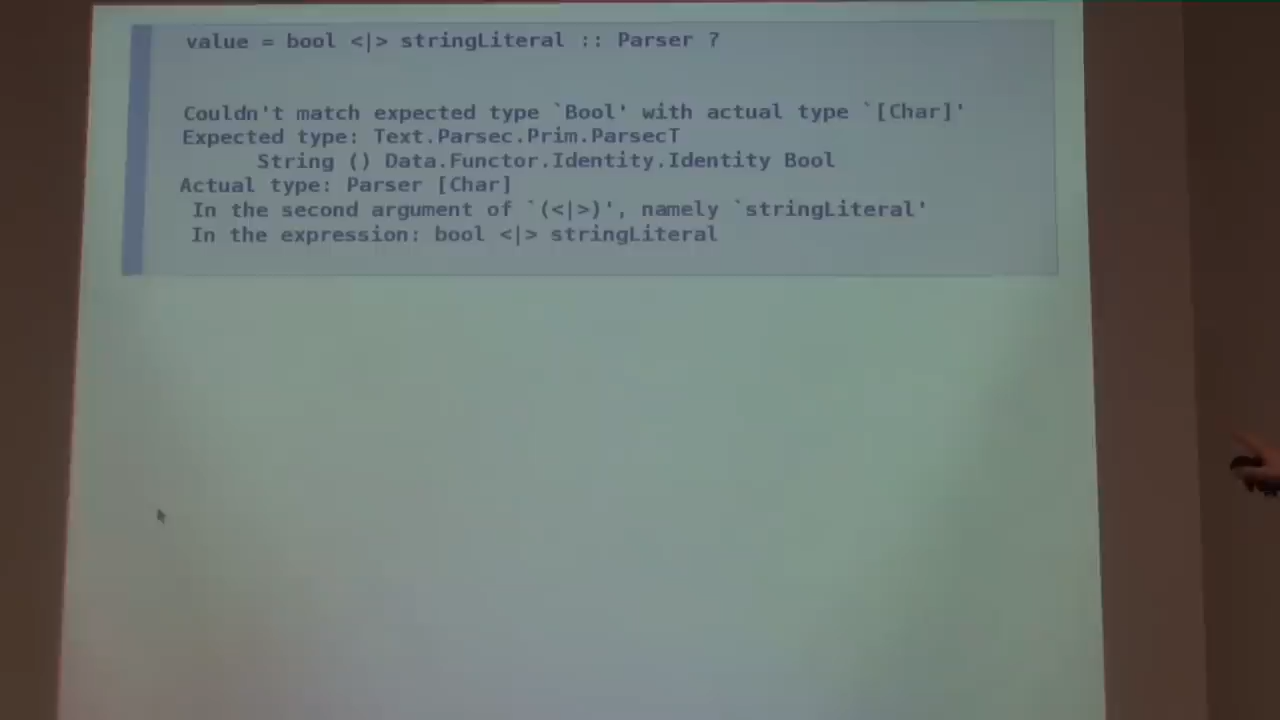 value = bool <|> stringLiteral :: Parser ?
Couldn't match expected type `Bool' with actual type `[Char]'
Expected type: Text.Parsec.Prim.ParsecT
String () Data.Functor.Identity.Identity Bool
Actual type: Parser [Char]
In the second argument of `(<|>)', namely `stringLiteral'
In the expression: bool <|> stringLiteral